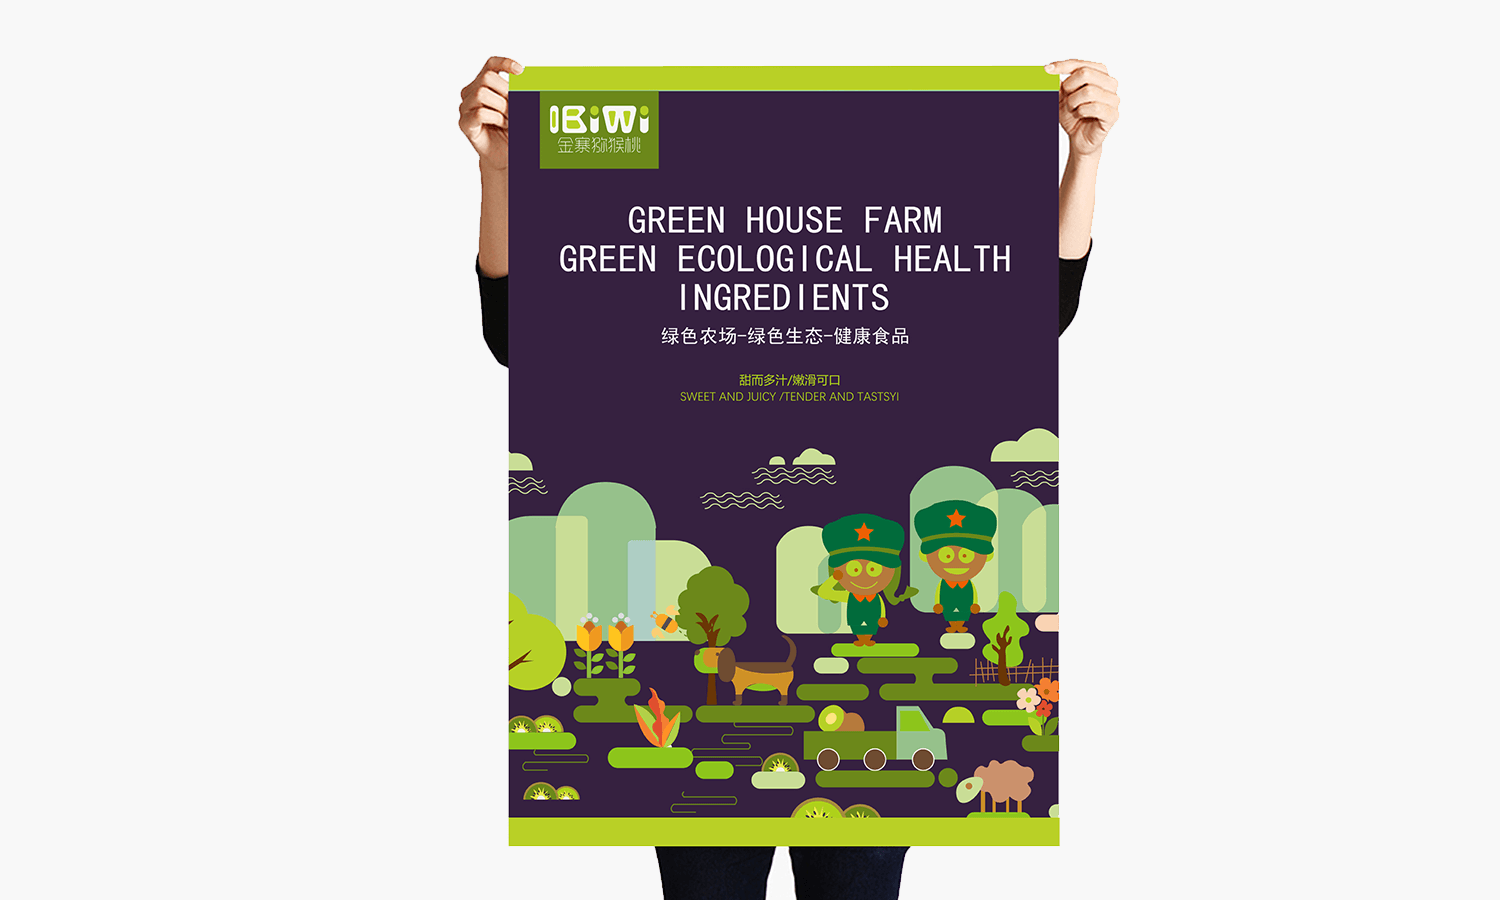 IBiWi
金寨猕猴桃
GREEN HOUSE FARM
GREEN ECOLOGICAL HEALTH
INGREDIENTS
绿色农场-绿色生态-健康食品
甜而多汁/嫩滑可口
SWEET AND JUICY /TENDER AND TASTSYI